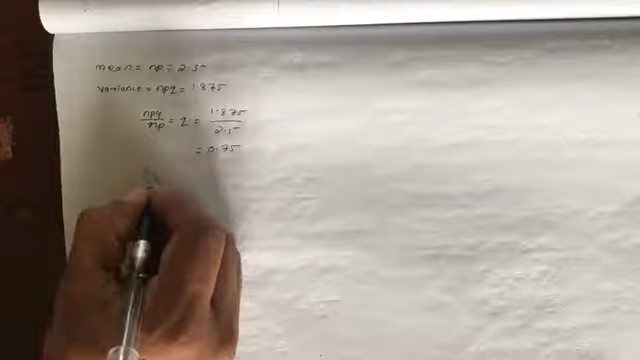 mean = np = 2.5
variance = npq = 1.875
npq/np = q = 1.875/2.5
= 0.75